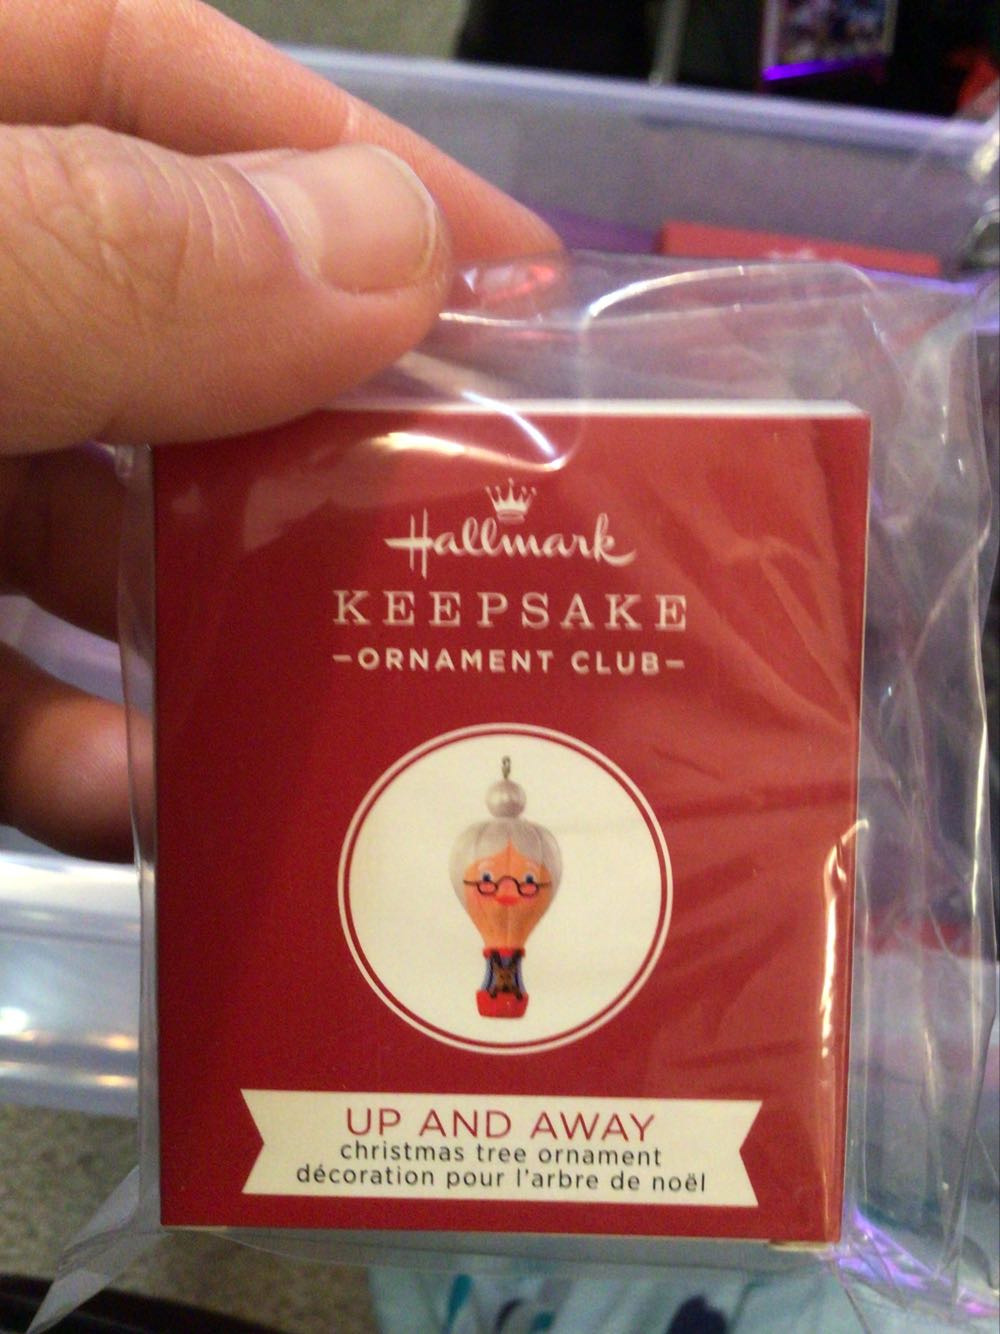 Hallmark
KEEPSAKE
–ORNAMENT CLUB–
UP AND AWAY
christmas tree ornament
décoration pour l'arbre de noël